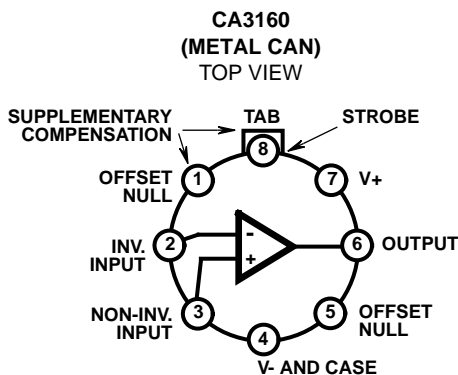 CA3160
(METAL CAN)
TOP VIEW
SUPPLEMENTARY
COMPENSATION
TAB
STROBE
8
OFFSET
NULL
1
7
V+
INV.
INPUT
2
-
+
6
OUTPUT
NON-INV.
INPUT
3
5
OFFSET
NULL
4
V- AND CASE